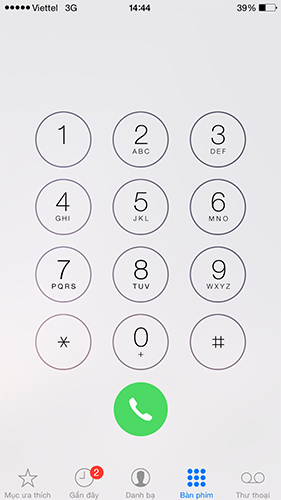 Viettel 3G 14:44 39%
1 2 3
ABC DEF
4 5 6
GHI JKL MNO
7 8 9
PQRS TUV WXYZ
* 0 #
+
2
Mục ưa thích Gần đây Danh bạ Bàn phím Thư thoại